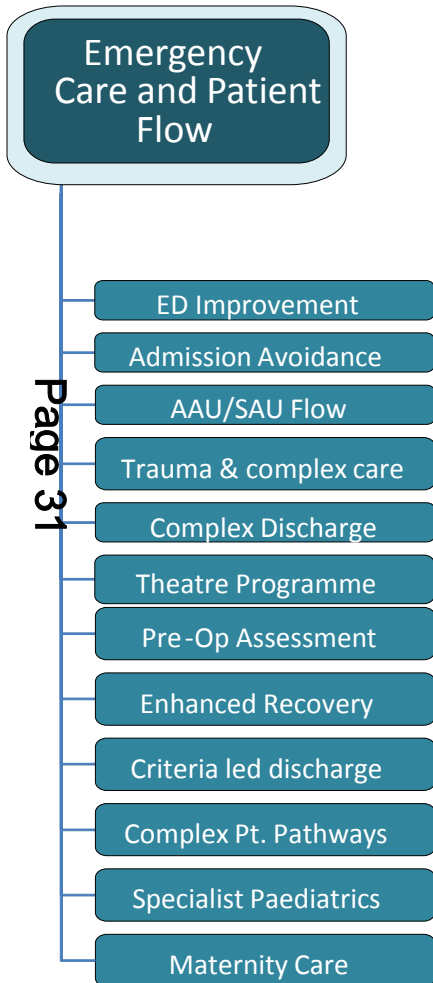 Emergency
Care and Patient
Flow
ED Improvement
Admission Avoidance
AAU/SAU Flow
Trauma & complex care
Complex Discharge
Theatre Programme
Pre-Op Assessment
Enhanced Recovery
Criteria led discharge
Complex Pt. Pathways
Specialist Paediatrics
Maternity Care
Page 31